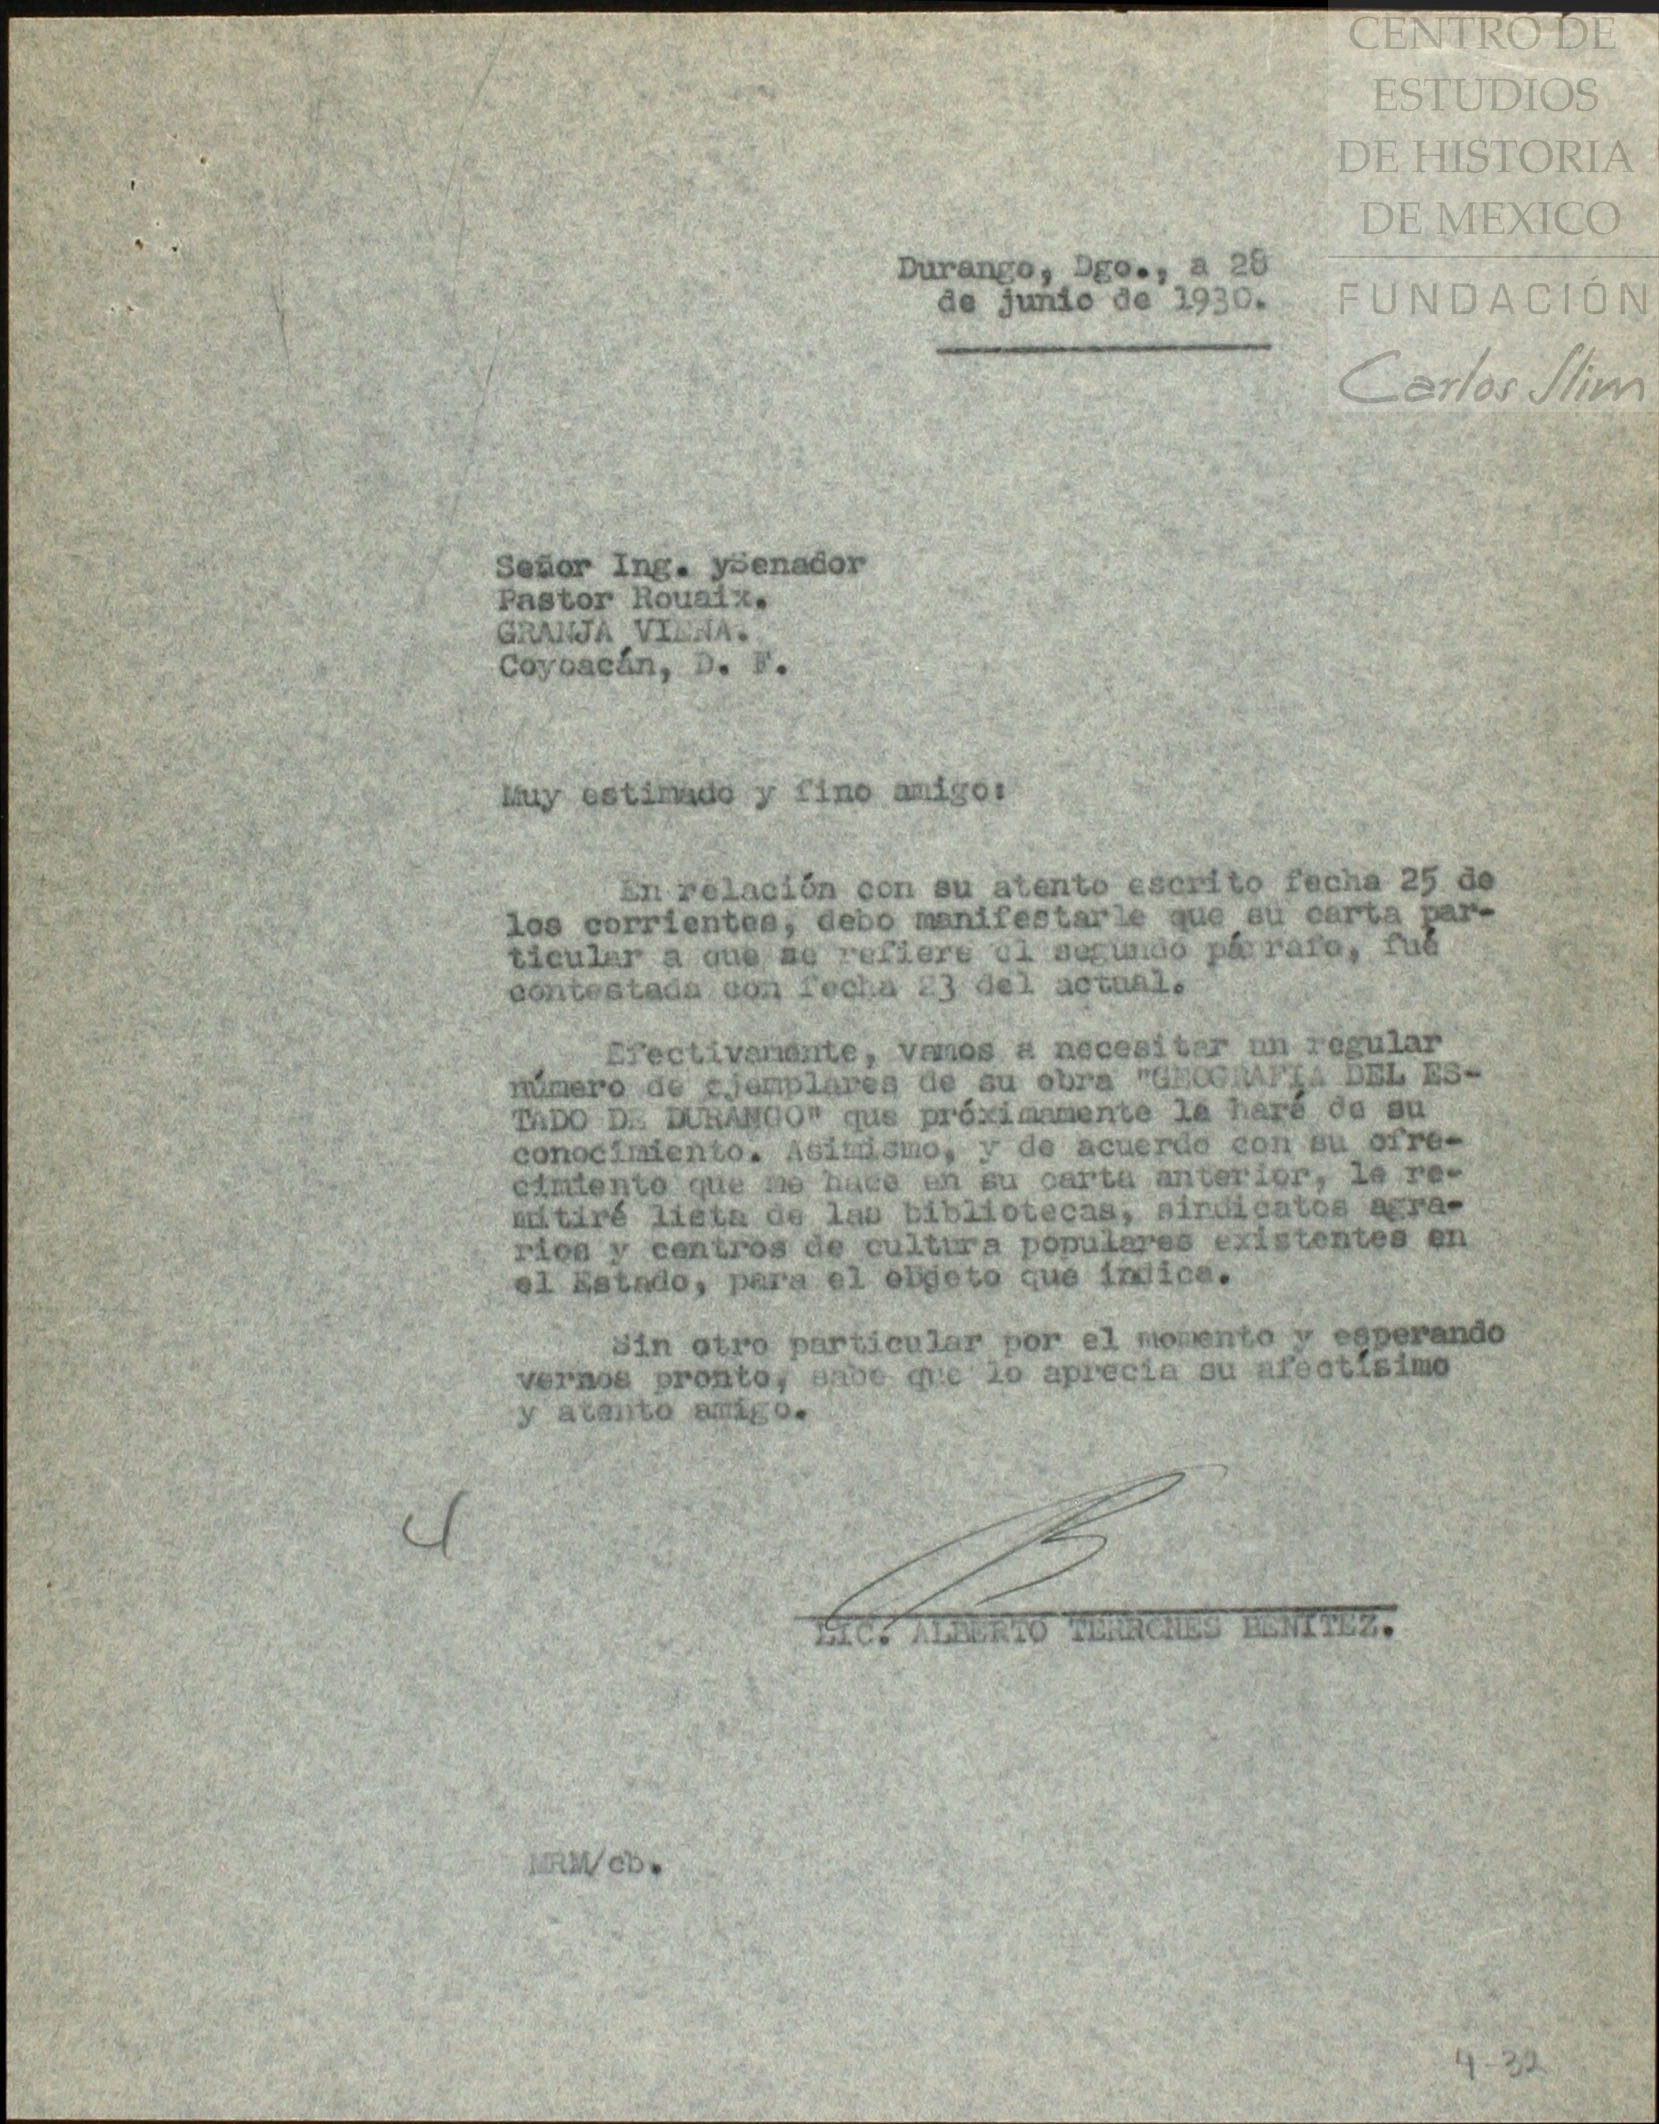 CENTRO DE
ESTUDIOS
DE HISTORIA
DE MEXICO
FUNDACIÓN
Carlos Slim
Durango, Dgo., a 28
de junio de 1930.
Señor Ing. ySenador
Pastor Rouaix.
GRANJA VIENA.
Coyoacán, D. F.
Muy estimado y fino amigo:
En relación con su atento escrito fecha 25 de
los corrientes, debo manifestarle que su carta par-
ticular a que se refiere el segundo párrafo, fué
contestada con fecha 23 del actual.
Efectivamente, vamos a necesitar un regular
número de ejemplares de su obra "GEOGRAFIA DEL ES-
TADO DE DURANGO" que próximamente le haré de su
conocimiento. Asimismo, y de acuerdo con su ofre-
cimiento que me hace en su carta anterior, le re-
mitiré lista de las bibliotecas, sindicatos agra-
rios y centros de cultura populares existentes en
el Estado, para el objeto que indica.
Sin otro particular por el momento y esperando
vernos pronto, sabe que lo aprecia su afectísimo
y atento amigo.
4
LIC. ALBERTO TERRONES BENITEZ.
MRM/cb.
4-32